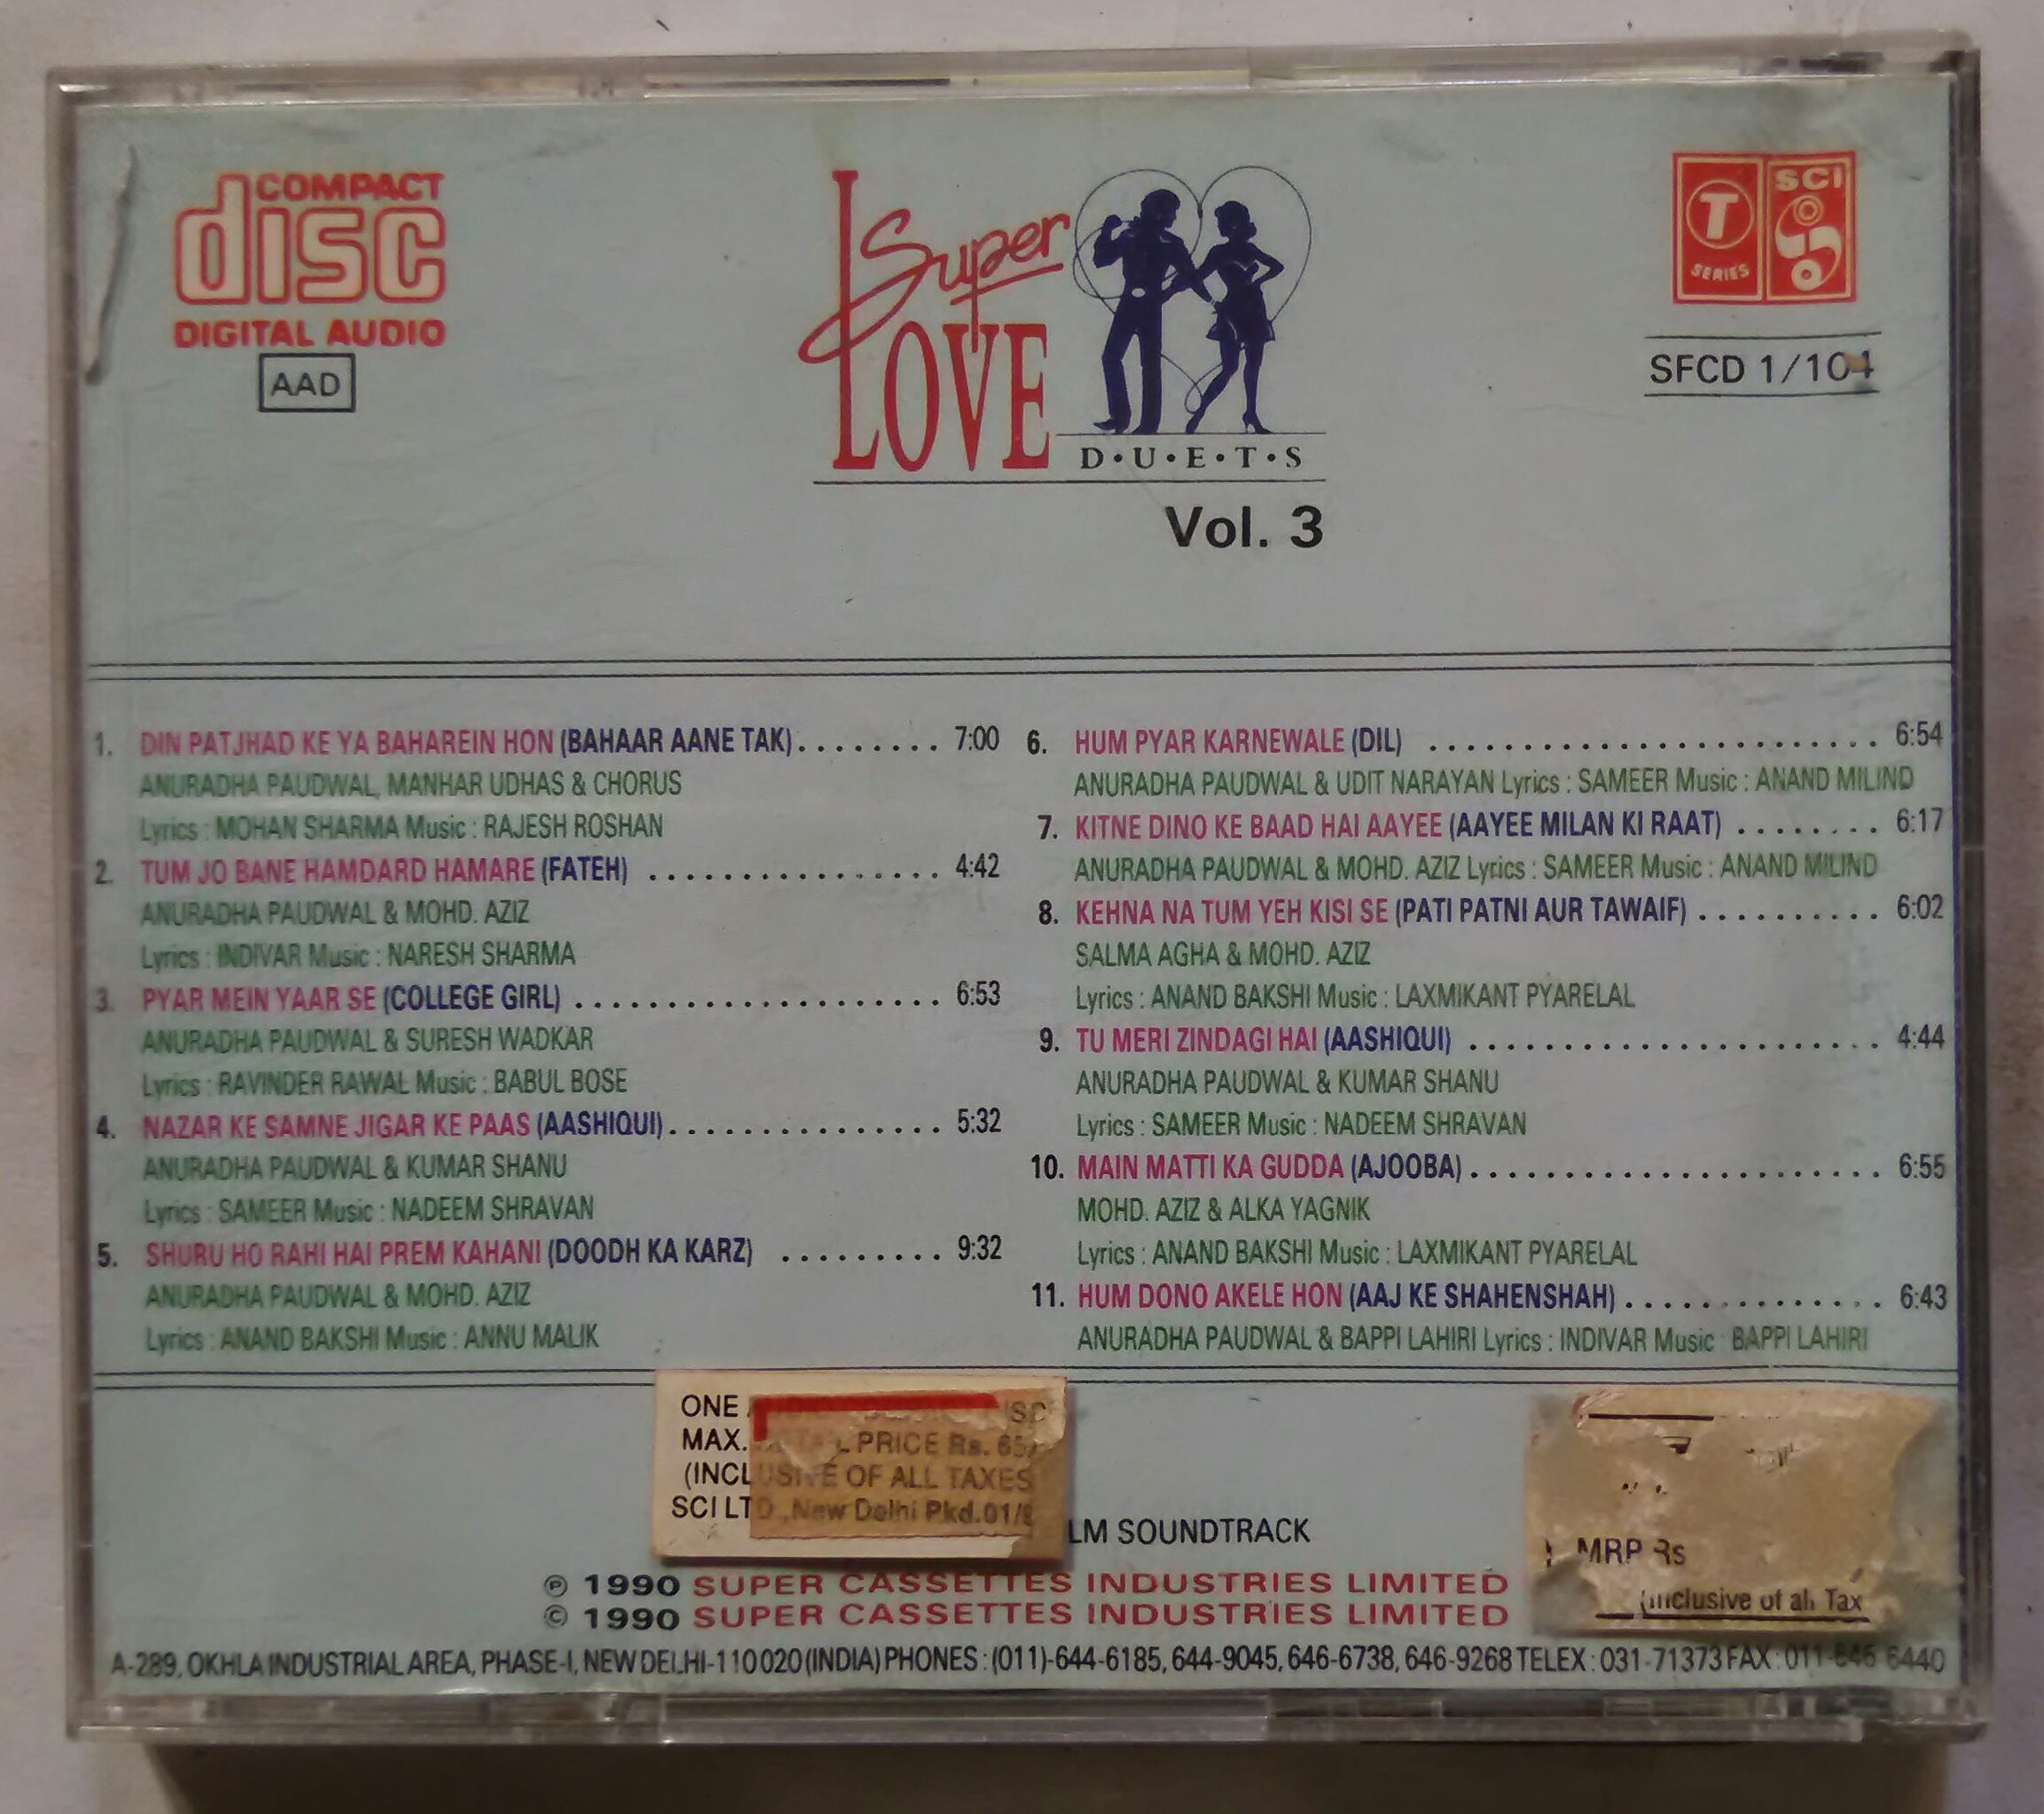 COMPACT
disc
DIGITAL AUDIO
AAD
Super
LOVE
D·U·E·T·S
Vol. 3
T
SERIES
SCI
SFCD 1/104
1. DIN PATJHAD KE YA BAHAREIN HON (BAHAAR AANE TAK)........ 7:00
ANURADHA PAUDWAL, MANHAR UDHAS & CHORUS
Lyrics : MOHAN SHARMA Music : RAJESH ROSHAN
2. TUM JO BANE HAMDARD HAMARE (FATEH) ................. 4:42
ANURADHA PAUDWAL & MOHD. AZIZ
Lyrics : INDIVAR Music : NARESH SHARMA
3. PYAR MEIN YAAR SE (COLLEGE GIRL) ..................... 6:53
ANURADHA PAUDWAL & SURESH WADKAR
Lyrics : RAVINDER RAWAL Music : BABUL BOSE
4. NAZAR KE SAMNE JIGAR KE PAAS (AASHIQUI)................ 5:32
ANURADHA PAUDWAL & KUMAR SHANU
Lyrics : SAMEER Music : NADEEM SHRAVAN
5. SHURU HO RAHI HAI PREM KAHANI (DOODH KA KARZ) ......... 9:32
ANURADHA PAUDWAL & MOHD. AZIZ
Lyrics : ANAND BAKSHI Music : ANNU MALIK
6. HUM PYAR KARNEWALE (DIL) ......................... 6:54
ANURADHA PAUDWAL & UDIT NARAYAN Lyrics : SAMEER Music : ANAND MILIND
7. KITNE DINO KE BAAD HAI AAYEE (AAYEE MILAN KI RAAT) ........ 6:17
ANURADHA PAUDWAL & MOHD. AZIZ Lyrics : SAMEER Music : ANAND MILIND
8. KEHNA NA TUM YEH KISI SE (PATI PATNI AUR TAWAIF) .......... 6:02
SALMA AGHA & MOHD. AZIZ
Lyrics : ANAND BAKSHI Music : LAXMIKANT PYARELAL
9. TU MERI ZINDAGI HAI (AASHIQUI) ....................... 4:44
ANURADHA PAUDWAL & KUMAR SHANU
Lyrics : SAMEER Music : NADEEM SHRAVAN
10. MAIN MATTI KA GUDDA (AJOOBA)....................... 6:55
MOHD. AZIZ & ALKA YAGNIK
Lyrics : ANAND BAKSHI Music : LAXMIKANT PYARELAL
11. HUM DONO AKELE HON (AAJ KE SHAHENSHAH).............. 6:43
ANURADHA PAUDWAL & BAPPI LAHIRI Lyrics : INDIVAR Music BAPPI LAHIRI
ONE
MAX. PRICE Rs.
(INCLUSIVE OF ALL TAXES
SCI LTD., New Delhi Pkd.01/
LM SOUNDTRACK
MRP Rs
(inclusive of all Tax
℗ 1990 SUPER CASSETTES INDUSTRIES LIMITED
© 1990 SUPER CASSETTES INDUSTRIES LIMITED
A-289, OKHLA INDUSTRIAL AREA, PHASE-I, NEW DELHI-110020 (INDIA) PHONES : (011)-644-6185, 644-9045, 646-6738, 646-9268 TELEX : 031-71373 FAX : 011-646 6440